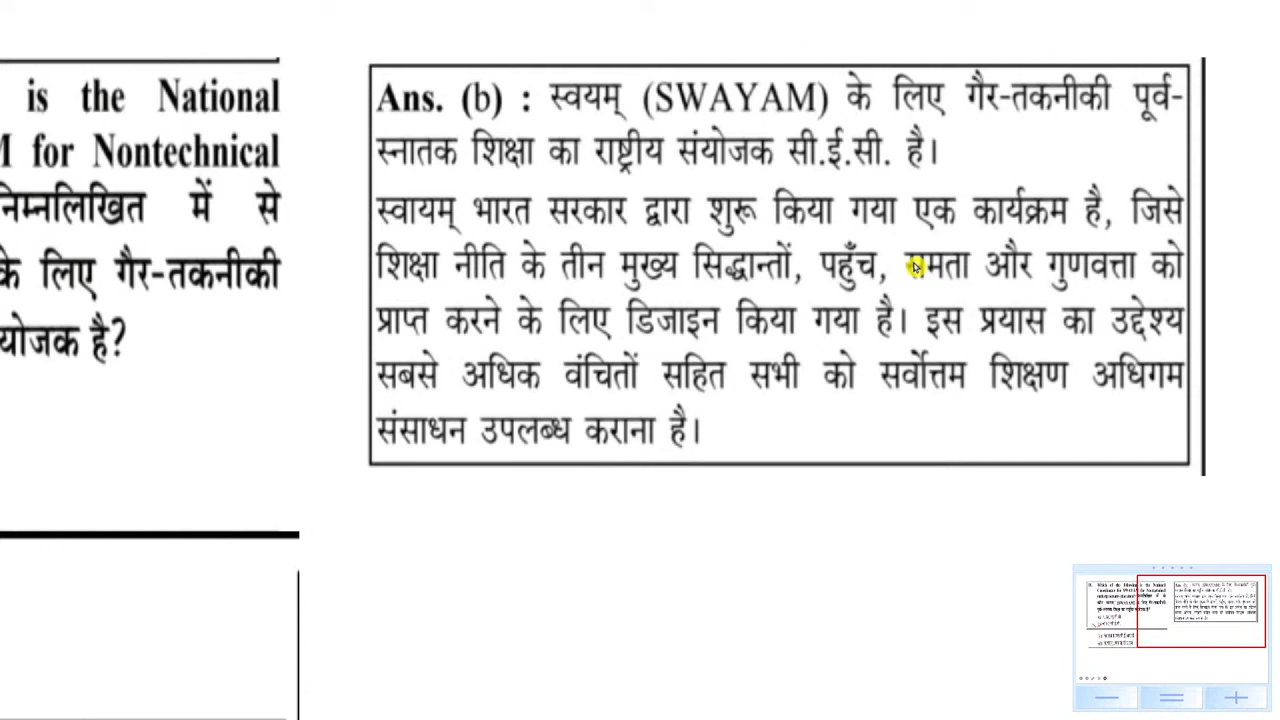 is the National
for Nontechnical
निम्नलिखित में से
के लिए गैर-तकनीकी
योजक है?
Ans. (b) : स्वयम् (SWAYAM) के लिए गैर-तकनीकी पूर्व-
स्नातक शिक्षा का राष्ट्रीय संयोजक सी.ई.सी. है।
स्वायम् भारत सरकार द्वारा शुरू किया गया एक कार्यक्रम है, जिसे
शिक्षा नीति के तीन मुख्य सिद्धान्तों, पहुँच, समता और गुणवत्ता को
प्राप्त करने के लिए डिजाइन किया गया है। इस प्रयास का उद्देश्य
सबसे अधिक वंचितों सहित सभी को सर्वोत्तम शिक्षण अधिगम
संसाधन उपलब्ध कराना है।